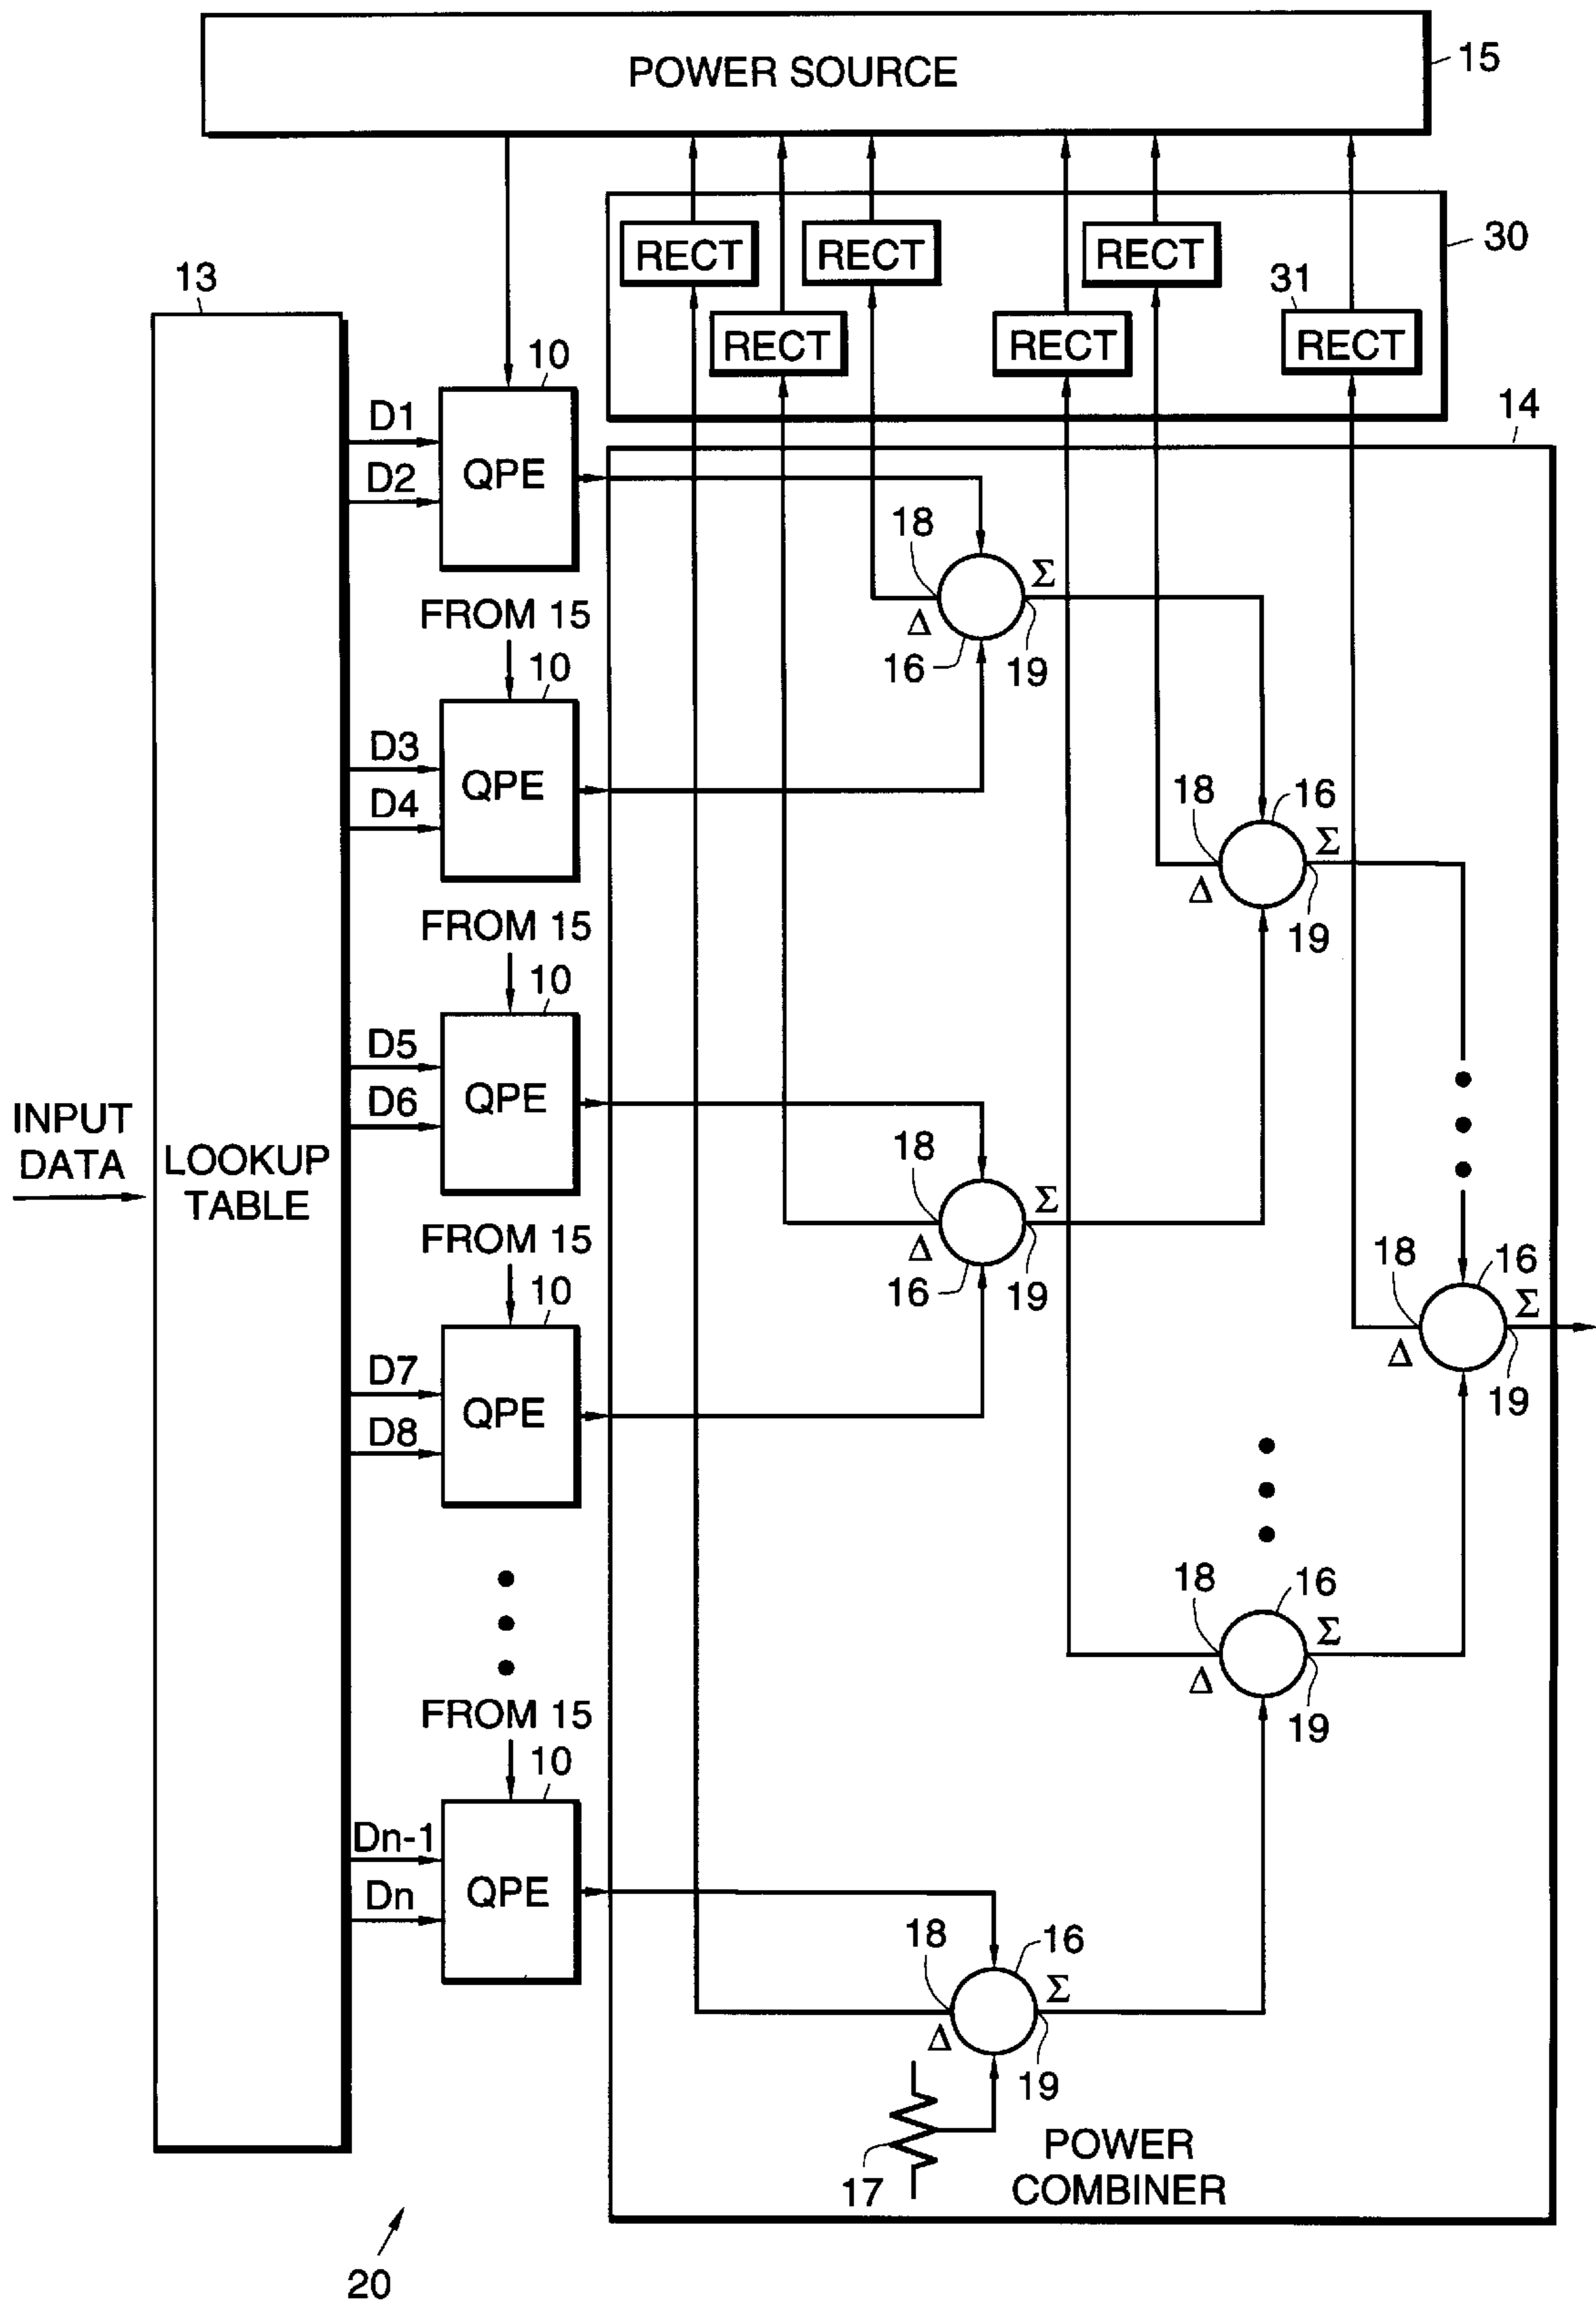 POWER SOURCE
15
RECT
RECT
RECT
30
13
31
RECT
RECT
RECT
10
14
D1
D2
QPE
18
Σ
Δ
16
19
FROM 15
10
D3
D4
QPE
18
16
Σ
Δ
19
FROM 15
10
D5
D6
QPE
INPUT
DATA
LOOKUP
TABLE
18
Σ
Δ
16
19
FROM 15
10
18
16
Σ
Δ
19
D7
D8
QPE
18
16
Σ
Δ
19
FROM 15
10
Dn-1
Dn
QPE
18
16
Σ
Δ
19
17
POWER
COMBINER
20